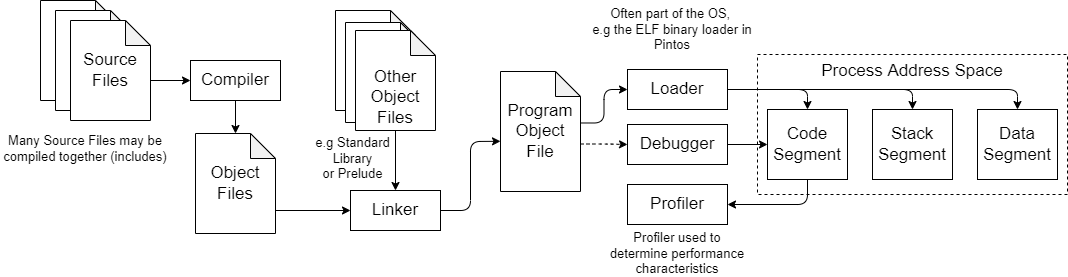 Source
Files
Many Source Files may be
compiled together (includes)
Compiler
Object
Files
Other
Object
Files
e.g Standard
Library
or Prelude
Linker
Program
Object
File
Often part of the OS,
e.g the ELF binary loader in
Pintos
Loader
Debugger
Profiler
Profiler used to
determine performance
characteristics
Process Address Space
Code
Segment
Stack
Segment
Data
Segment